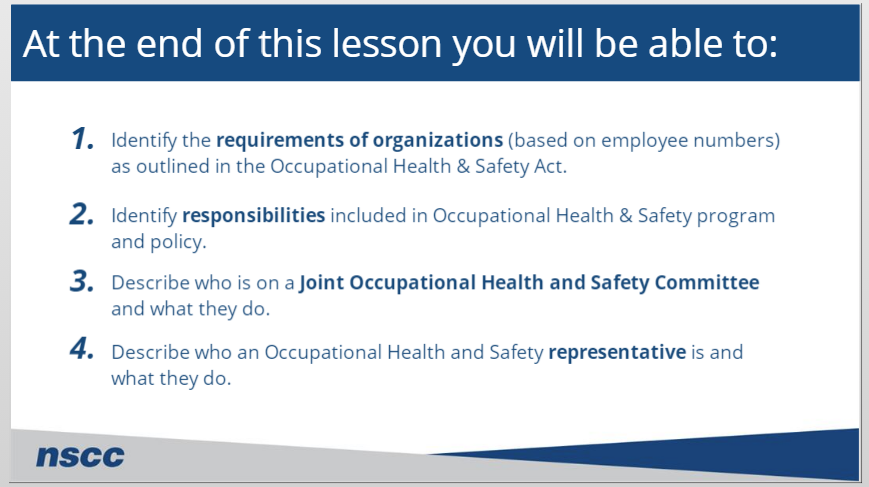 At the end of this lesson you will be able to:
1. Identify the requirements of organizations (based on employee numbers)
as outlined in the Occupational Health & Safety Act.
2. Identify responsibilities included in Occupational Health & Safety program
and policy.
3. Describe who is on a Joint Occupational Health and Safety Committee
and what they do.
4. Describe who an Occupational Health and Safety representative is and
what they do.
nscc